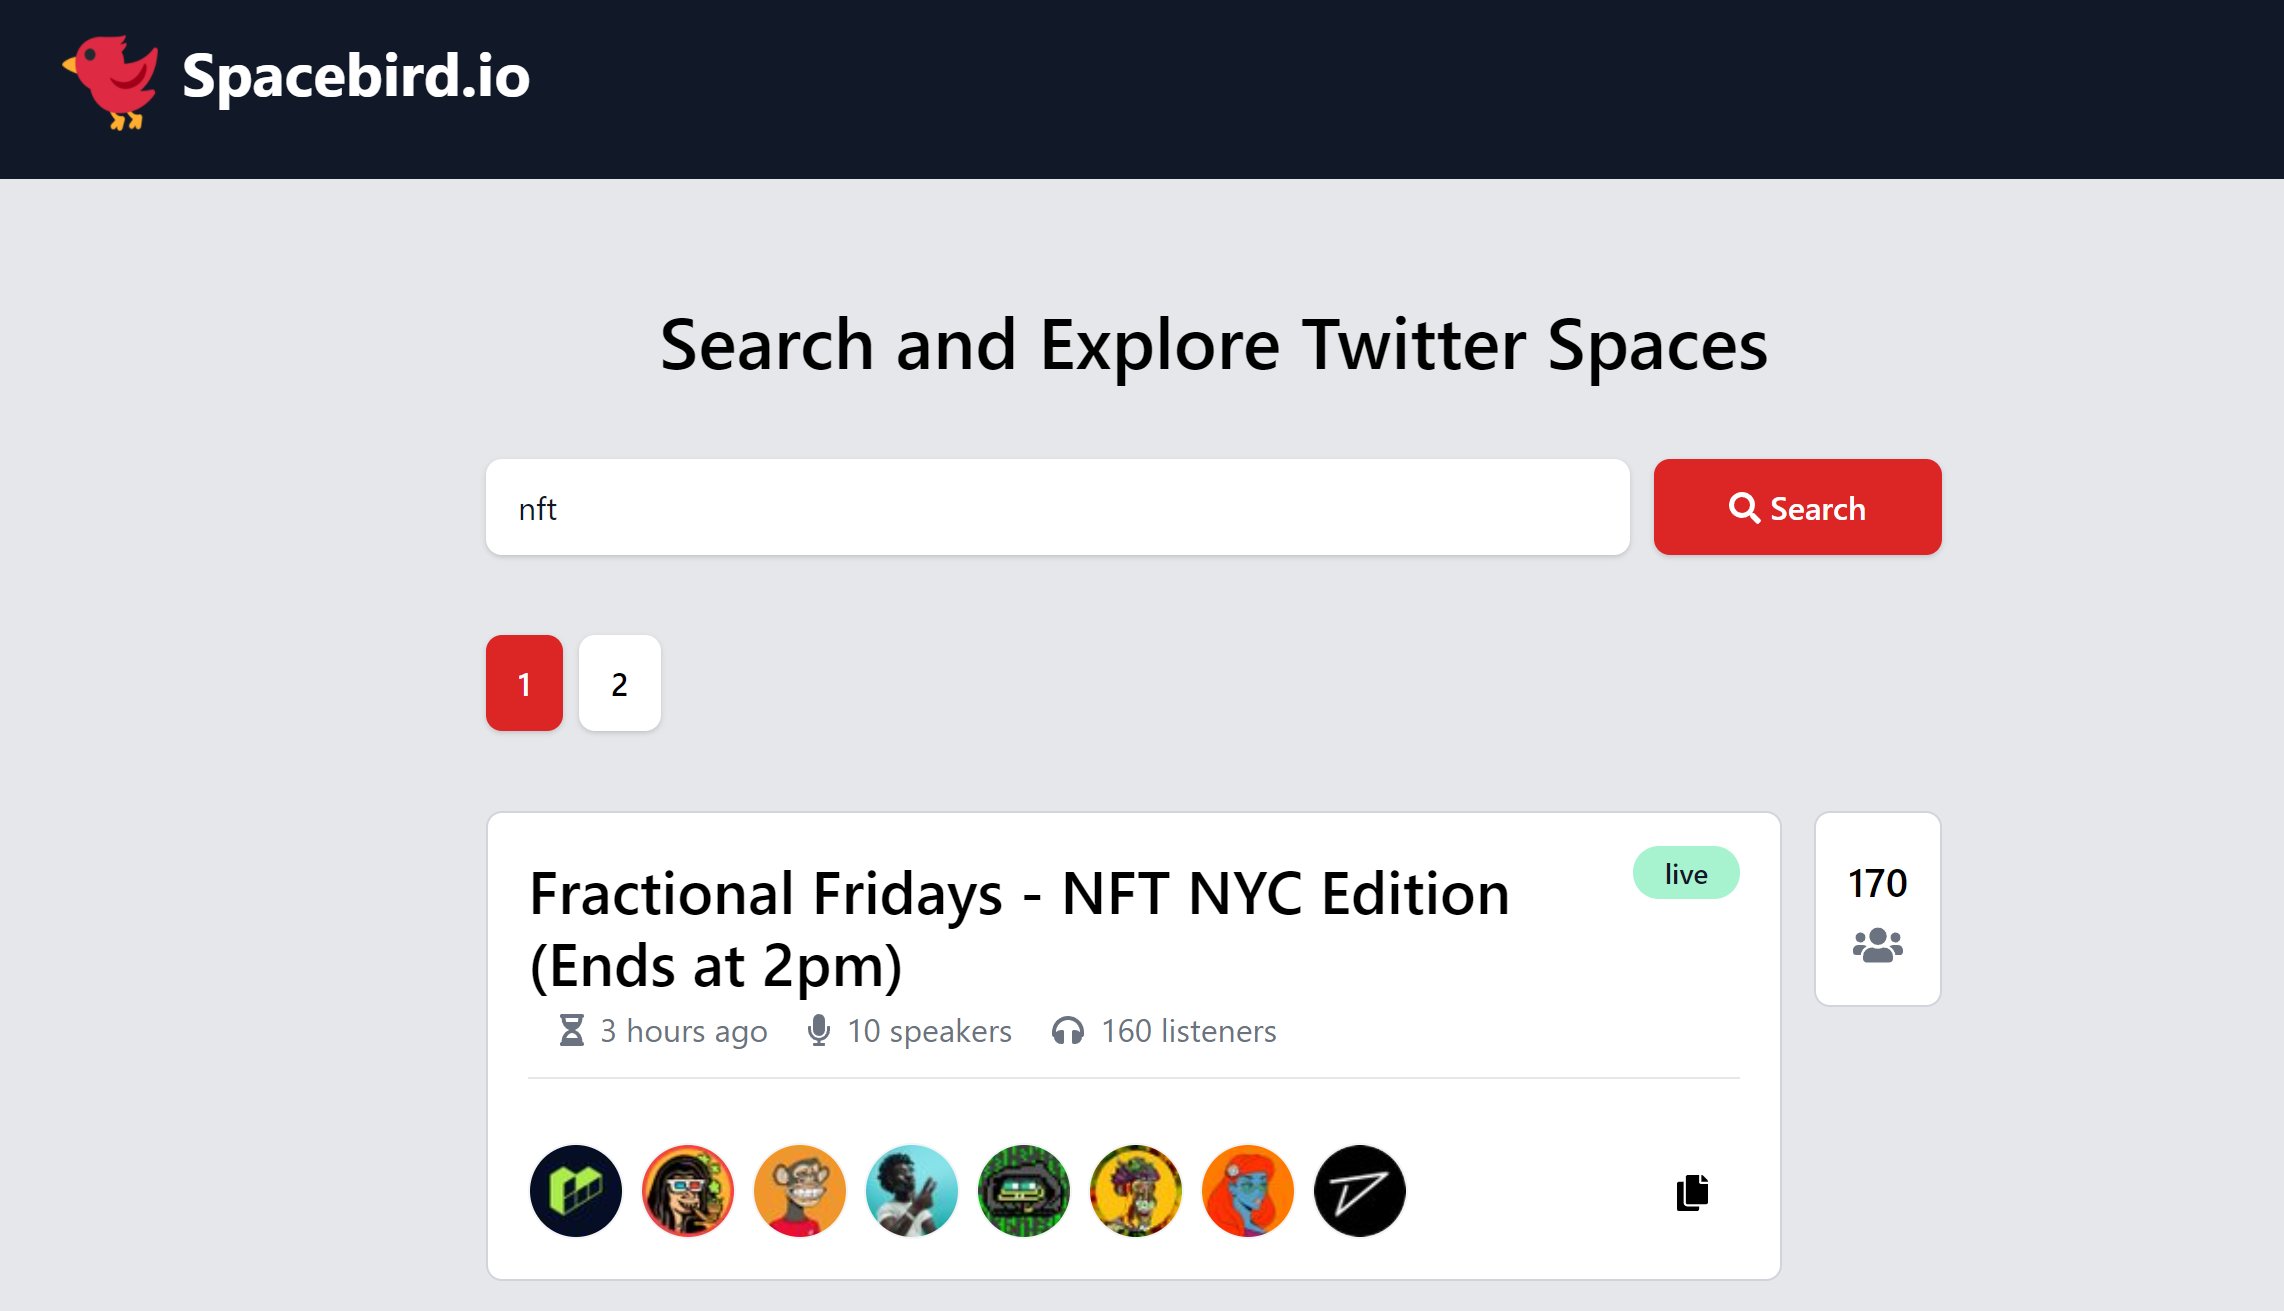 Spacebird.io
Search and Explore Twitter Spaces
nft
Search
1
2
Fractional Fridays - NFT NYC Edition
(Ends at 2pm)
live
170
3 hours ago
10 speakers
160 listeners